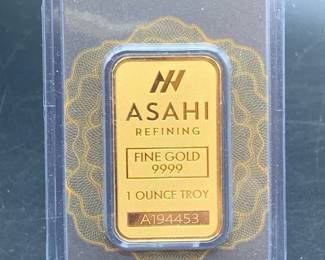 ASAHI
REFINING
FINE GOLD
9999
1 OUNCE TROY
A194453